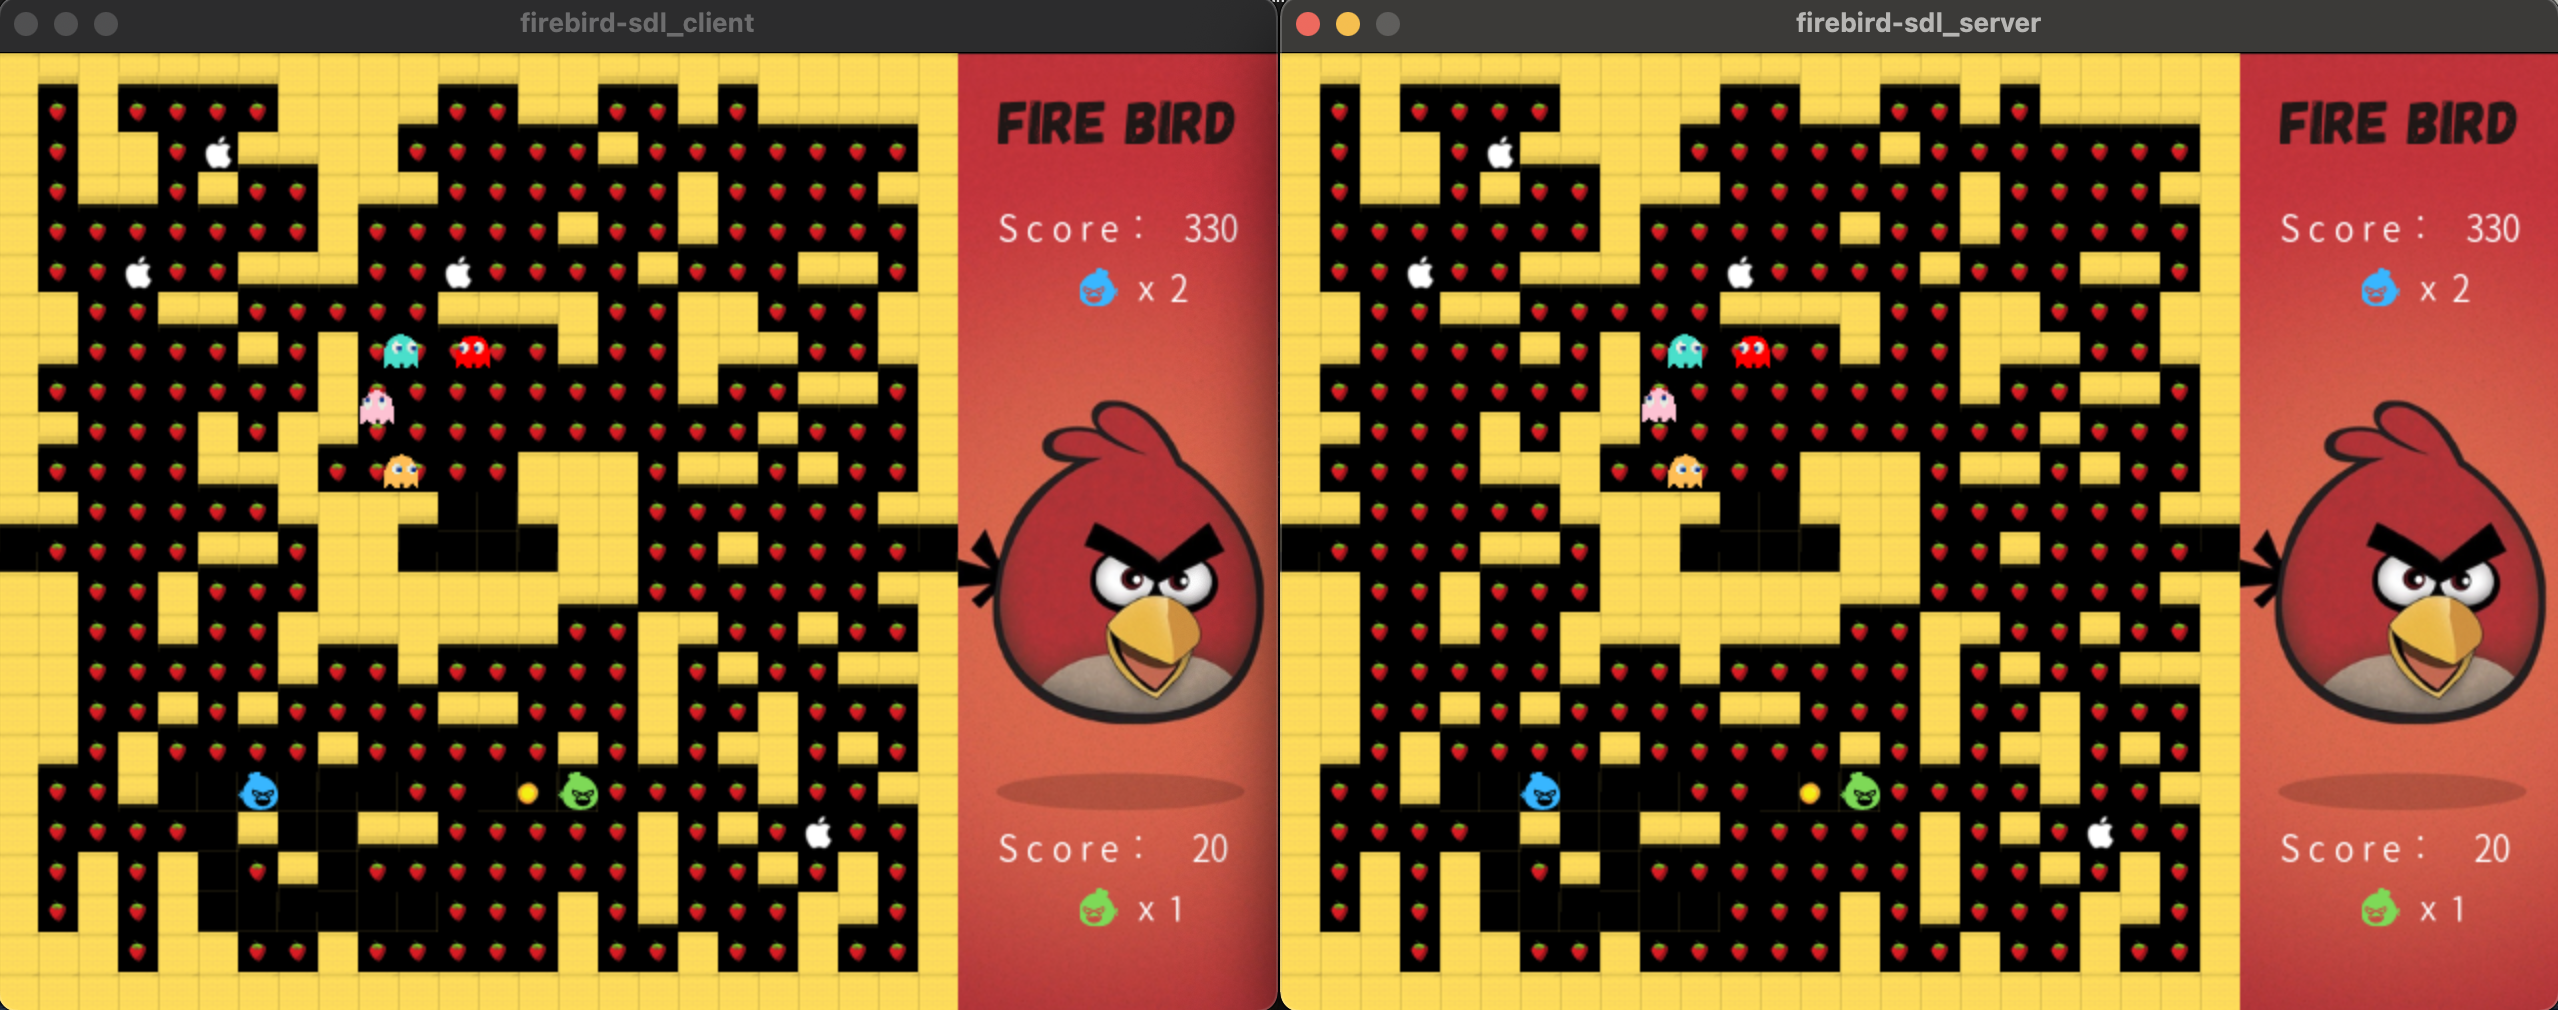 firebird-sdl_client
FIRE BIRD
Score: 330
x 2
Score: 20
x 1
firebird-sdl_server
FIRE BIRD
Score: 330
x 2
Score: 20
x 1